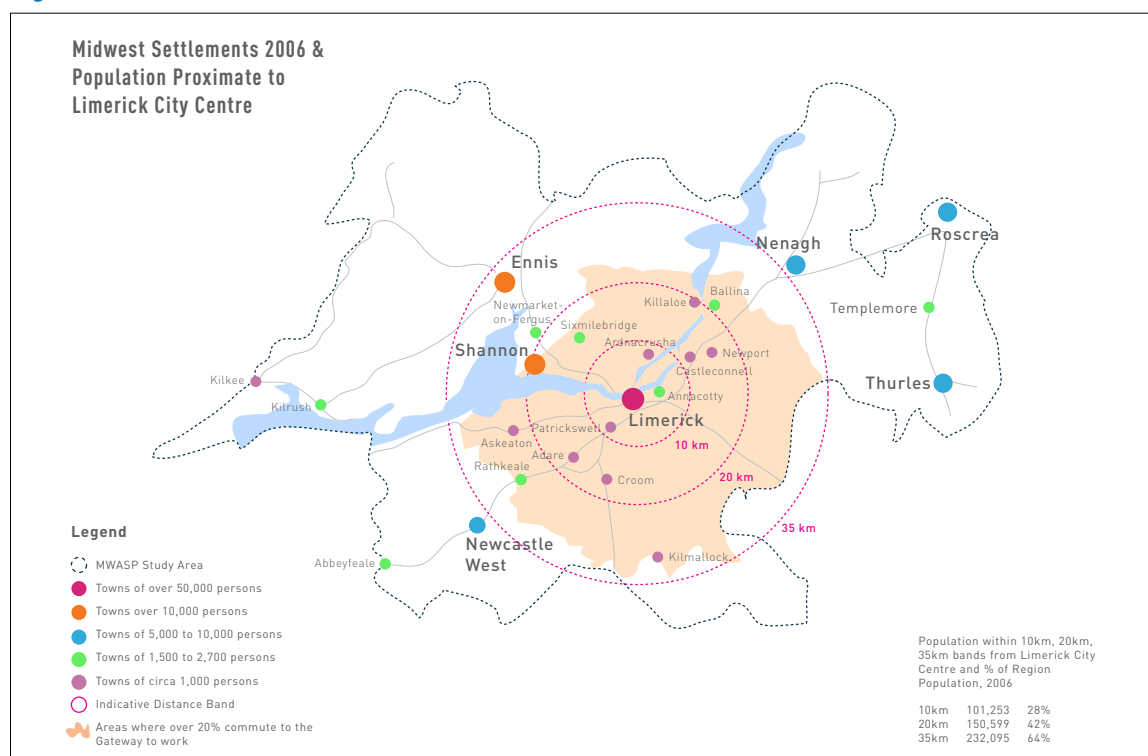 Midwest Settlements 2006 &
Population Proximate to
Limerick City Centre
Roscrea
Nenagh
Ennis
Ballina
Killaloe
Newmarket-
on-Fergus
Templemore
Sixmilebridge
Ardnacrusha
Shannon
Newport
Castleconnell
Kilkee
Thurles
Annacotty
Kilrush
Limerick
Patrickswell
Askeaton
10 km
Adare
Rathkeale
20 km
Croom
35 km
Newcastle
West
Kilmallock
Abbeyfeale
Legend
MWASP Study Area
Towns of over 50,000 persons
Towns over 10,000 persons
Towns of 5,000 to 10,000 persons
Towns of 1,500 to 2,700 persons
Towns of circa 1,000 persons
Indicative Distance Band
Areas where over 20% commute to the
Gateway to work
Population within 10km, 20km,
35km bands from Limerick City
Centre and % of Region
Population, 2006
10km 101,253 28%
20km 150,599 42%
35km 232,095 64%